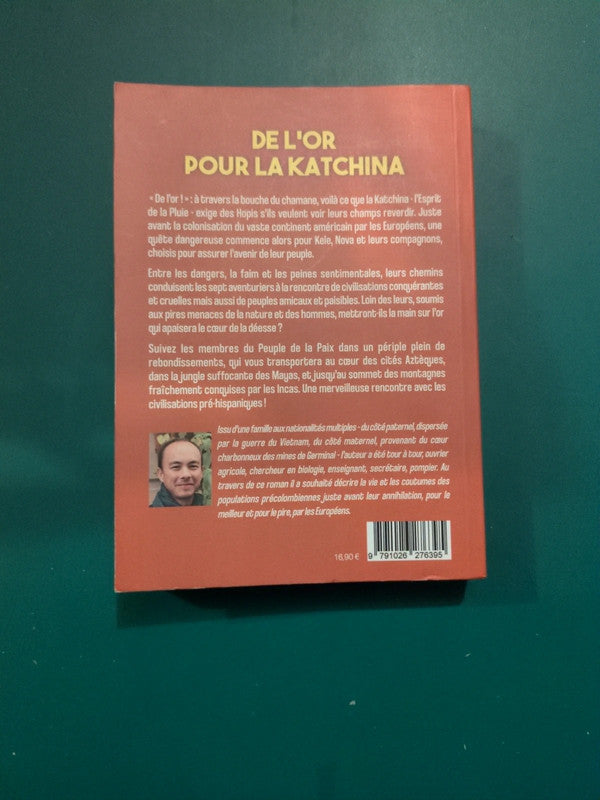 DE L'OR
POUR LA KATCHINA
« De l'or ! » : à travers la bouche du chamane, voilà ce que la Katchina - l'Esprit
de la Pluie - exige des Hopis s'ils veulent voir leurs champs reverdir. Juste
avant la colonisation du vaste continent américain par les Européens, une
quête dangereuse commence alors pour Kele, Nova et leurs compagnons,
choisis pour assurer l'avenir de leur peuple.
Entre les dangers, la faim et les peines sentimentales, leurs chemins
conduisent les sept aventuriers à la rencontre de civilisations conquérantes
et cruelles mais aussi de peuples amicaux et paisibles. Loin des leurs, soumis
aux pires menaces de la nature et des hommes, mettront-ils la main sur l'or
qui apaisera le cœur de la déesse ?
Suivez les membres du Peuple de la Paix dans un périple plein de
rebondissements, qui vous transportera au cœur des cités Aztèques,
dans la jungle suffocante des Mayas, et jusqu'au sommet des montagnes
fraîchement conquises par les Incas. Une merveilleuse rencontre avec les
civilisations pré-hispaniques !
Issu d'une famille aux nationalités multiples - du côté paternel, dispersée
par la guerre du Vietnam, du côté maternel, provenant du cœur
charbonneux des mines de Germinal - l'auteur a été tour à tour, ouvrier
agricole, chercheur en biologie, enseignant, secrétaire, pompier. Au
travers de ce roman il a souhaité décrire la vie et les coutumes des
populations précolombiennes juste avant leur annihilation, pour le
meilleur et pour le pire, par les Européens.
16,90 €
9 791026 276395